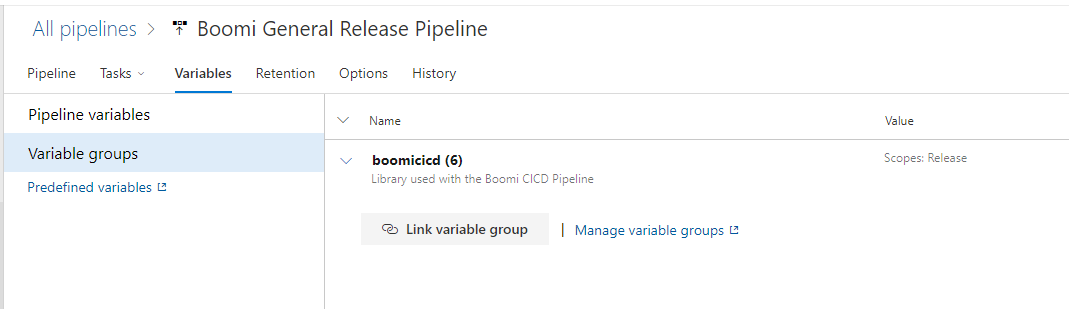 All pipelines > Boomi General Release Pipeline
Pipeline Tasks Variables Retention Options History
Pipeline variables
Name Value
Variable groups
boomicicd (6) Scopes: Release
Library used with the Boomi CICD Pipeline
Predefined variables
Link variable group | Manage variable groups